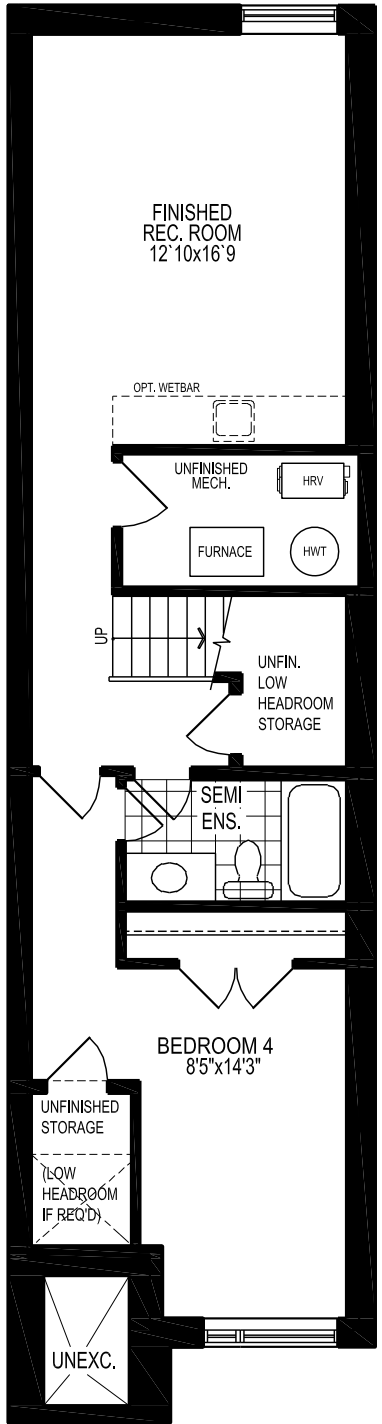 FINISHED
REC. ROOM
12`10x16`9
OPT. WETBAR
UNFINISHED
MECH.
HRV
FURNACE
HWT
UP
UNFIN.
LOW
HEADROOM
STORAGE
SEMI
ENS.
BEDROOM 4
8'5"x14'3"
UNFINISHED
STORAGE
(LOW
HEADROOM
IF REQ'D)
UNEXC.